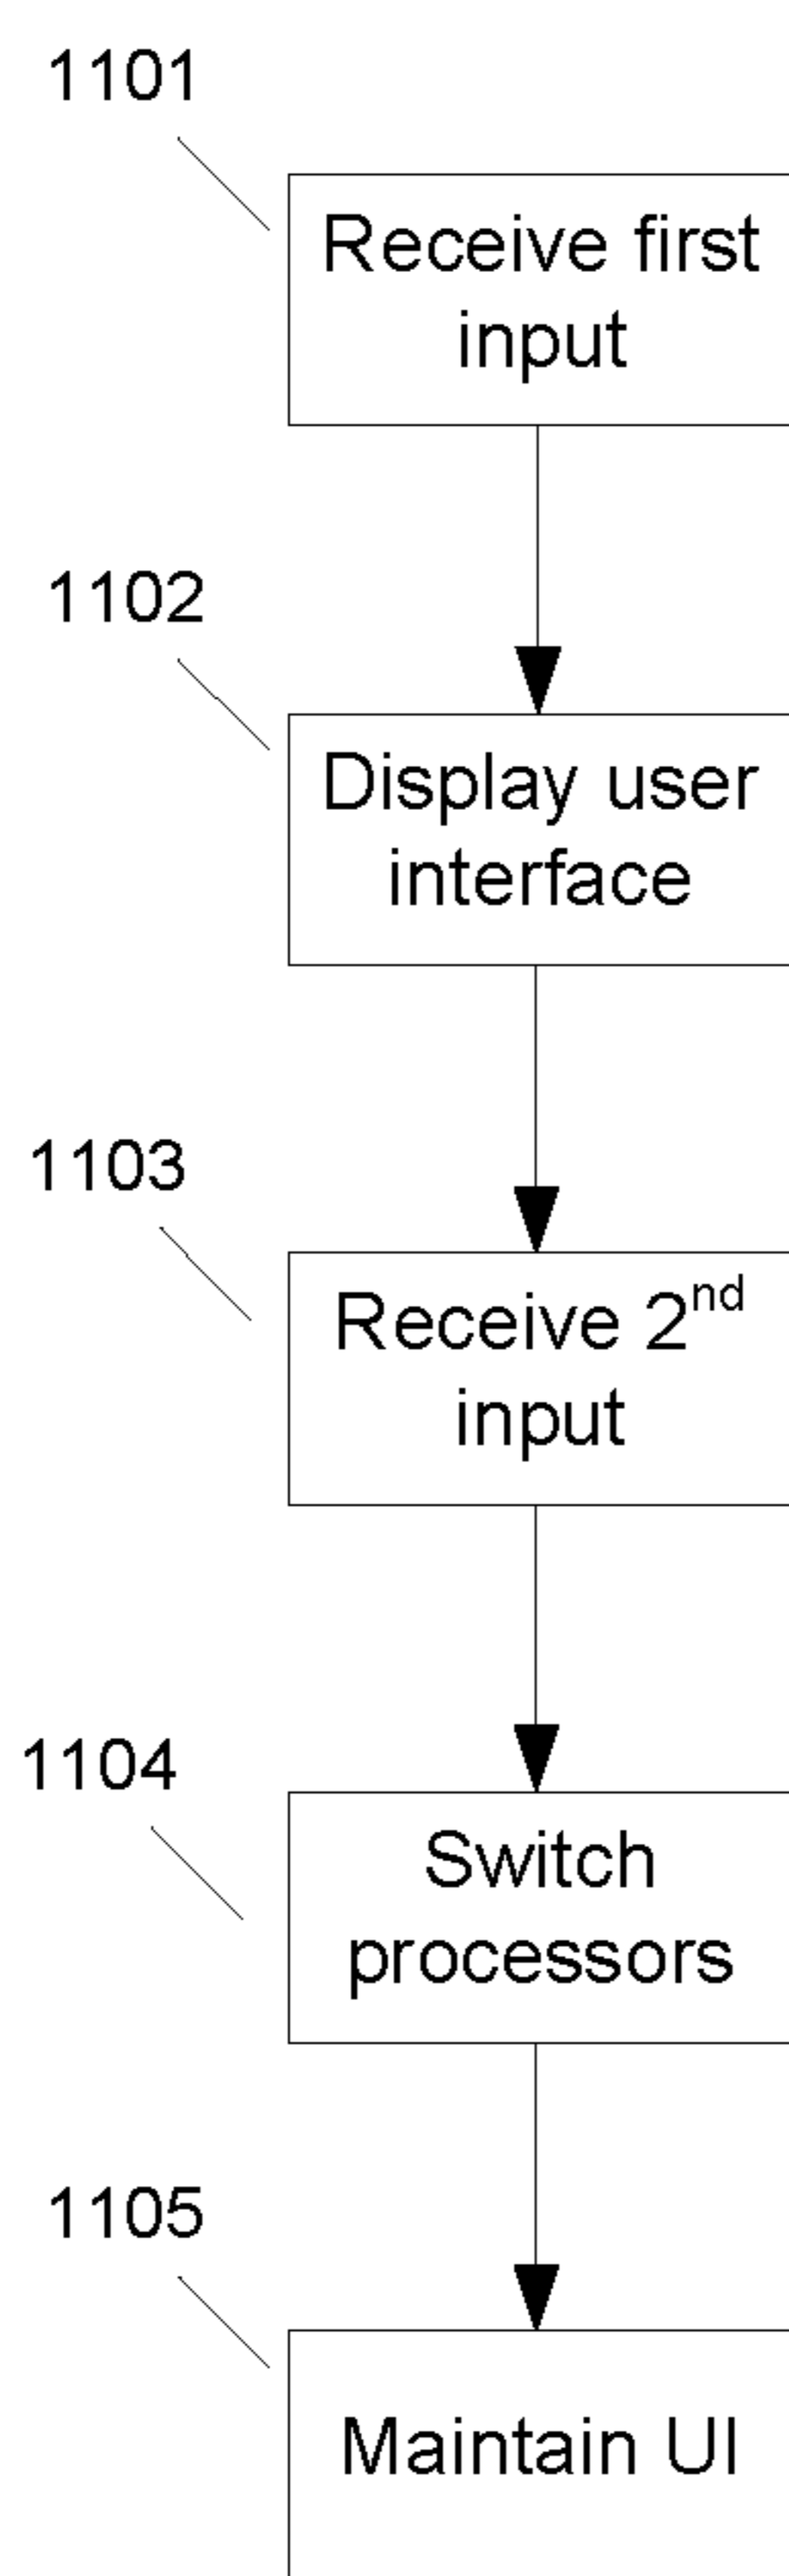 1101
Receive first
input
1102
Display user
interface
1103
Receive 2nd
input
1104
Switch
processors
1105
Maintain UI